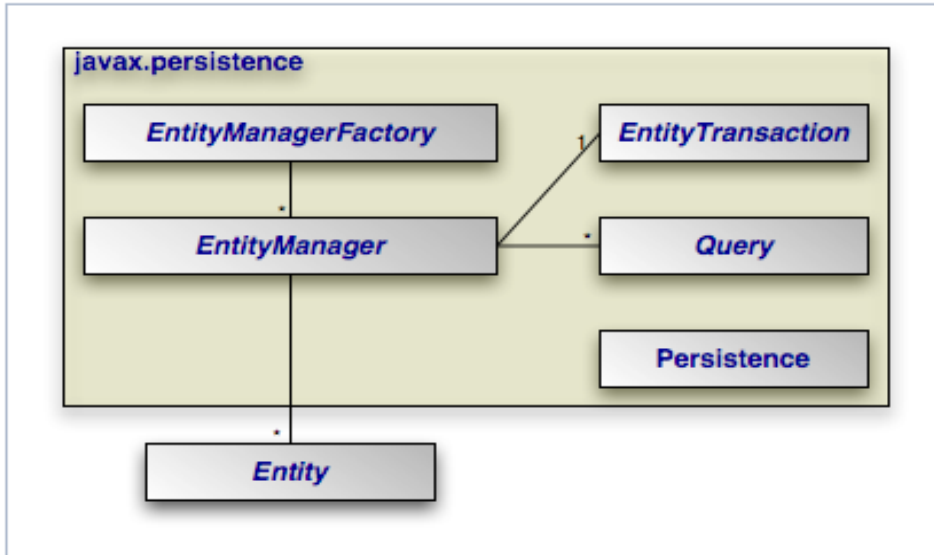 javax.persistence
EntityManagerFactory
EntityTransaction
1
*
EntityManager
*
Query
Persistence
*
Entity